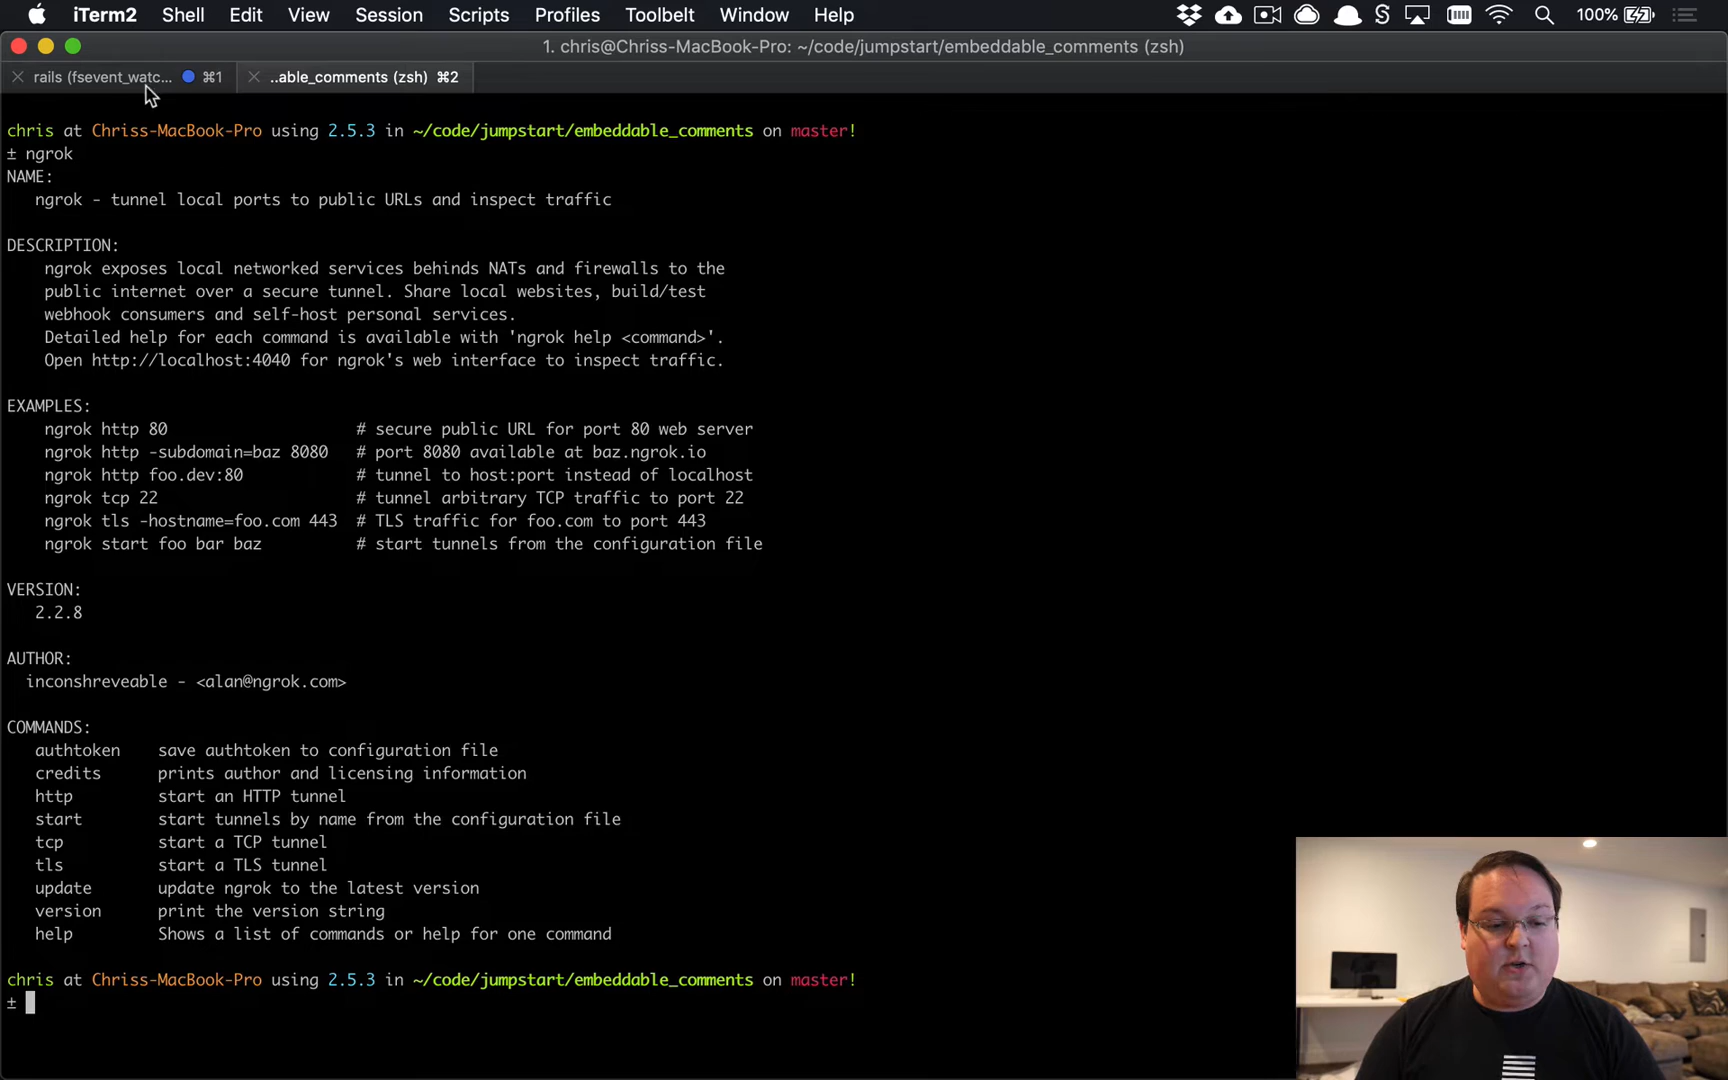 iTerm2 Shell Edit View Session Scripts Profiles Toolbelt Window Help 100%
1. chris@Chriss-MacBook-Pro: ~/code/jumpstart/embeddable_comments (zsh)
rails (fsevent_watc... ⌘1 ..able_comments (zsh) ⌘2
chris at Chriss-MacBook-Pro using 2.5.3 in ~/code/jumpstart/embeddable_comments on master!
± ngrok
NAME:
ngrok - tunnel local ports to public URLs and inspect traffic
DESCRIPTION:
ngrok exposes local networked services behinds NATs and firewalls to the
public internet over a secure tunnel. Share local websites, build/test
webhook consumers and self-host personal services.
Detailed help for each command is available with 'ngrok help <command>'.
Open http://localhost:4040 for ngrok's web interface to inspect traffic.
EXAMPLES:
ngrok http 80 # secure public URL for port 80 web server
ngrok http -subdomain=baz 8080 # port 8080 available at baz.ngrok.io
ngrok http foo.dev:80 # tunnel to host:port instead of localhost
ngrok tcp 22 # tunnel arbitrary TCP traffic to port 22
ngrok tls -hostname=foo.com 443 # TLS traffic for foo.com to port 443
ngrok start foo bar baz # start tunnels from the configuration file
VERSION:
2.2.8
AUTHOR:
inconshreveable - <alan@ngrok.com>
COMMANDS:
authtoken save authtoken to configuration file
credits prints author and licensing information
http start an HTTP tunnel
start start tunnels by name from the configuration file
tcp start a TCP tunnel
tls start a TLS tunnel
update update ngrok to the latest version
version print the version string
help Shows a list of commands or help for one command
chris at Chriss-MacBook-Pro using 2.5.3 in ~/code/jumpstart/embeddable_comments on master!
±